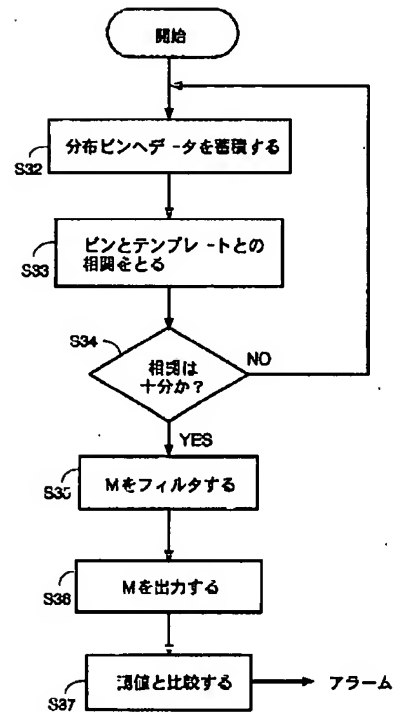 開始
分布ビンへデータを蓄積する
S32
ビンとテンプレートとの
相関をとる
S33
S34
相関は
十分か？
NO
YES
Mをフィルタする
S35
Mを出力する
S36
と比較する
S37
アラーム